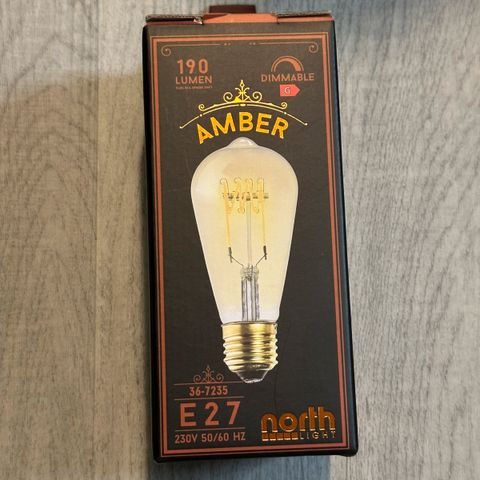 190
LUMEN
DIMMABLE
G
AMBER
36-7235
E27
230V 50/60 HZ
north
LIGHT